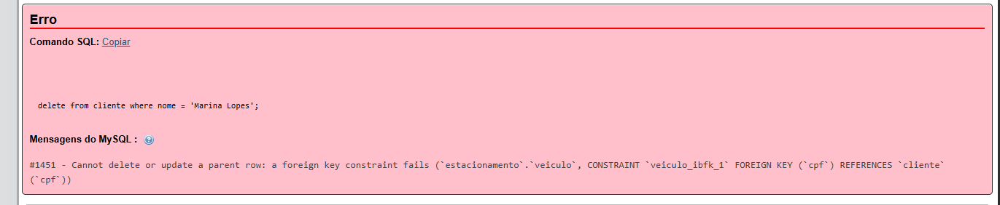 Erro
Comando SQL: Copiar
delete from cliente where nome = 'Marina Lopes';
Mensagens do MySQL :
#1451 - Cannot delete or update a parent row: a foreign key constraint fails (`estacionamento`.`veiculo`, CONSTRAINT `veiculo_ibfk_1` FOREIGN KEY (`cpf`) REFERENCES `cliente`
(`cpf`))